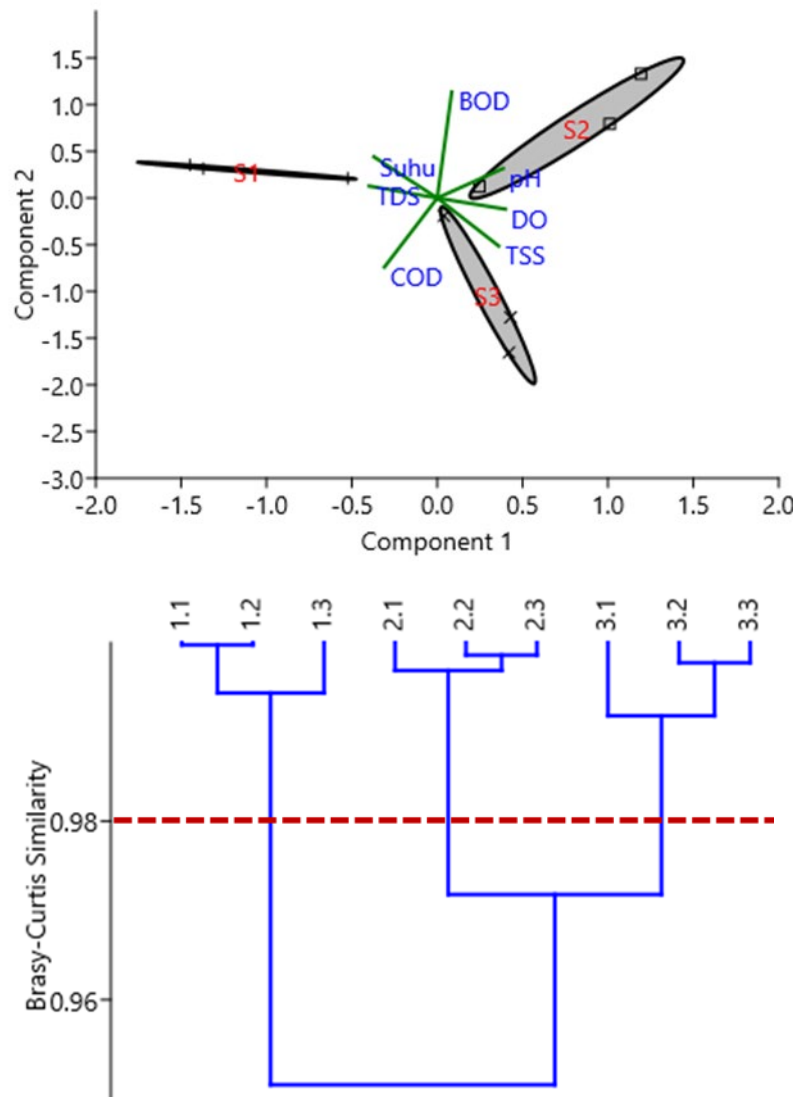 1.5
1.0
0.5
0.0
-0.5
-1.0
-1.5
-2.0
-2.5
-3.0
Component 2
BOD
S2
Suhu
S1
pH
TDS
DO
TSS
COD
S3
-2.0 -1.5 -1.0 -0.5 0.0 0.5 1.0 1.5 2.0
Component 1
1.1 1.2 1.3 2.1 2.2 2.3 3.1 3.2 3.3
Brasy-Curtis Similarity
0.98
0.96